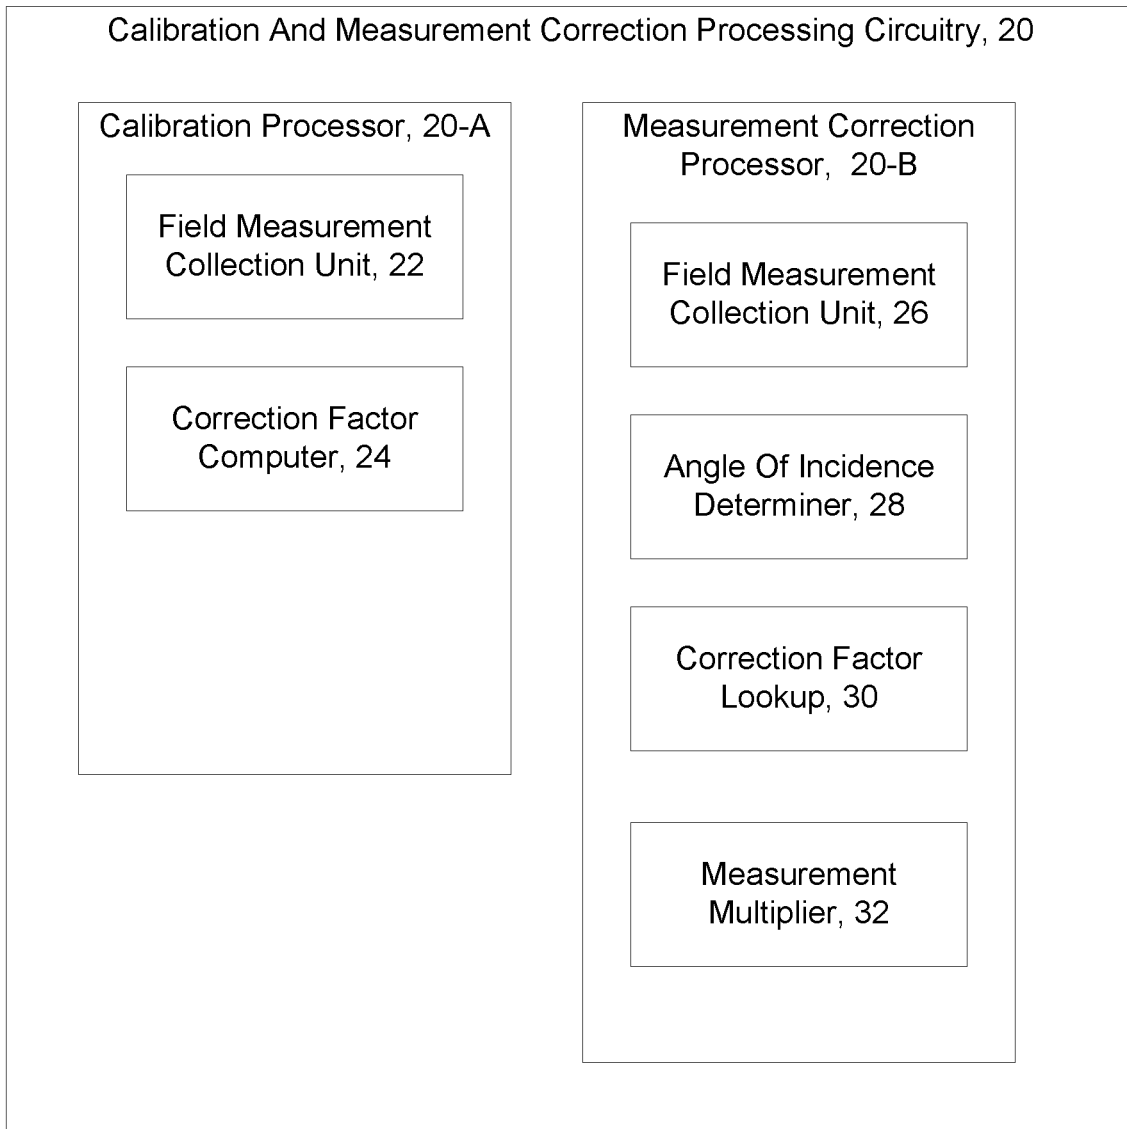 Calibration And Measurement Correction Processing Circuitry, 20
Calibration Processor, 20-A
Field Measurement
Collection Unit, 22
Correction Factor
Computer, 24
Measurement Correction
Processor, 20-B
Field Measurement
Collection Unit, 26
Angle Of Incidence
Determiner, 28
Correction Factor
Lookup, 30
Measurement
Multiplier, 32